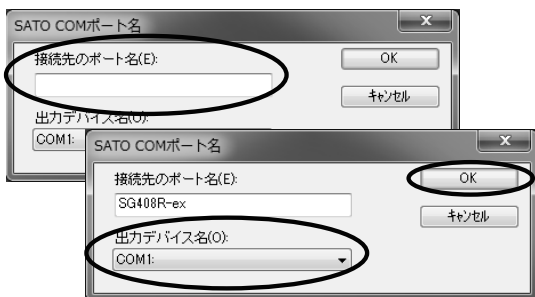 SATO COMポート名
接続先のポート名(E):
OK
キャンセル
出力デバイス名(O):
COM1:
SATO COMポート名
接続先のポート名(E):
OK
SG408R-ex
キャンセル
出力デバイス名(O):
COM1: